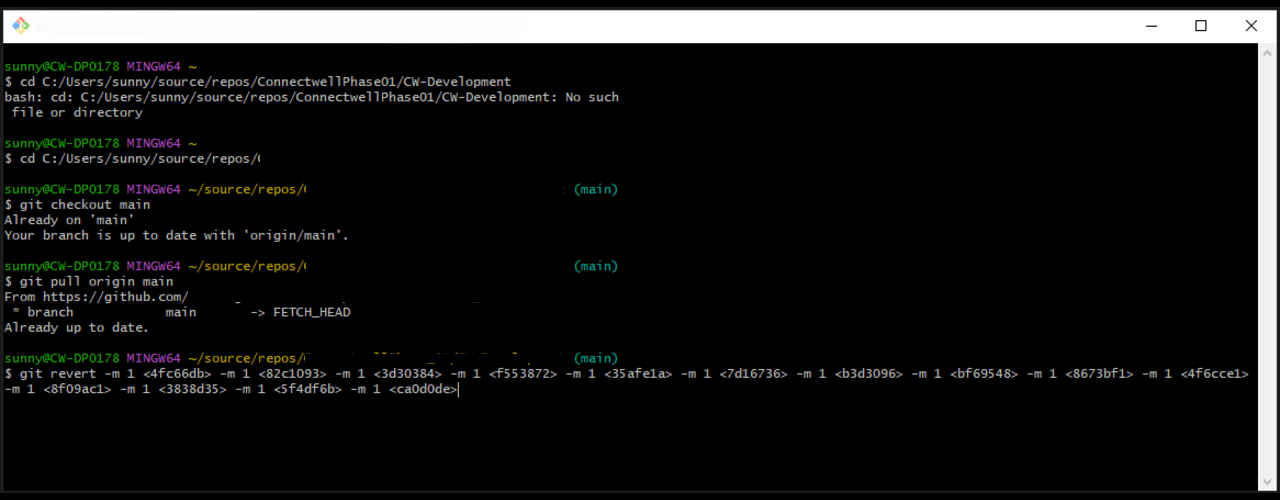 sunny@CW-DP0178 MINGW64 ~
$ cd C:/Users/sunny/source/repos/ConnectwellPhase01/CW-Development
bash: cd: C:/Users/sunny/source/repos/ConnectwellPhase01/CW-Development: No such
file or directory
sunny@CW-DP0178 MINGW64 ~
$ cd C:/Users/sunny/source/repos/
sunny@CW-DP0178 MINGW64 ~/source/repos/ (main)
$ git checkout main
Already on 'main'
Your branch is up to date with 'origin/main'.
sunny@CW-DP0178 MINGW64 ~/source/repos/ (main)
$ git pull origin main
From https://github.com/
* branch main -> FETCH_HEAD
Already up to date.
sunny@CW-DP0178 MINGW64 ~/source/repos/ (main)
$ git revert -m 1 <4fc66db> -m 1 <82c1093> -m 1 <3d30384> -m 1 <f553872> -m 1 <35afe1a> -m 1 <7d16736> -m 1 <b3d3096> -m 1 <bf69548> -m 1 <8673bf1> -m 1 <4f6cce1>
-m 1 <8f09ac1> -m 1 <3838d35> -m 1 <5f4df6b> -m 1 <ca0d0de>